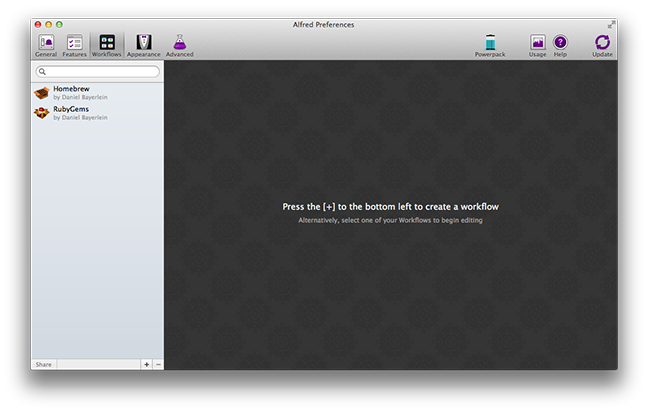 Alfred Preferences
General Features Workflows Appearance Advanced Powerpack Usage Help Update
Homebrew
by Daniel Bayerlein
RubyGems
by Daniel Bayerlein
Press the [+] to the bottom left to create a workflow
Alternatively, select one of your Workflows to begin editing
Share + −